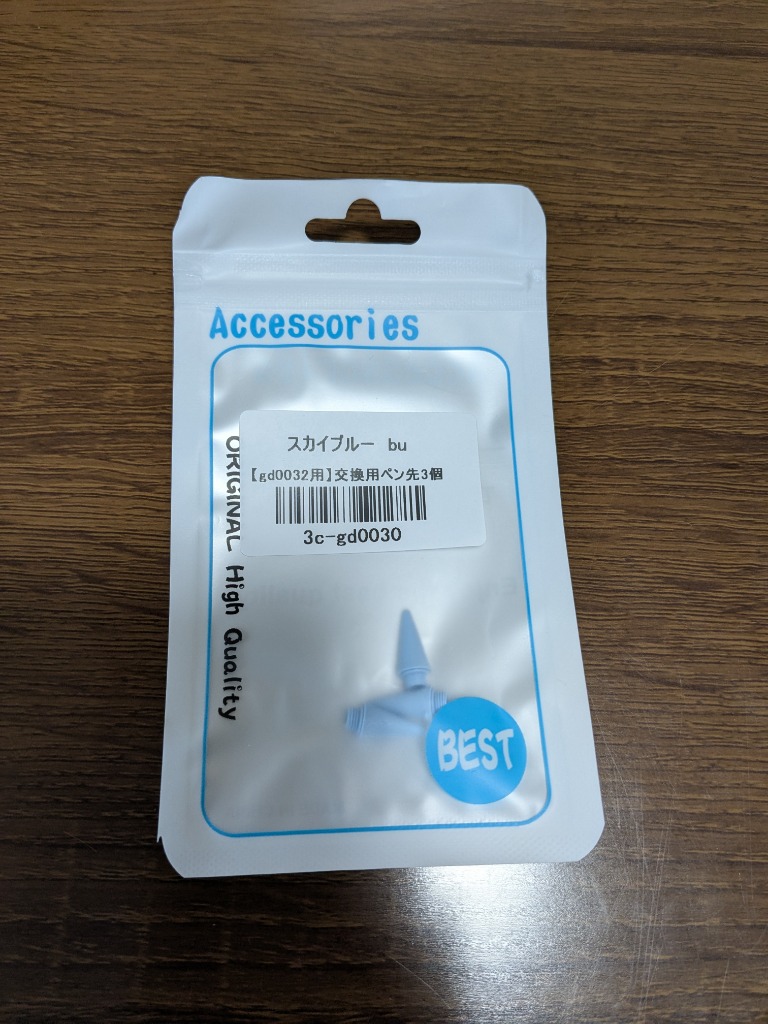 Accessories
スカイブルー bu
【gd0032用】交換用ペン先3個
3c-gd0030
ORIGINAL High Quality
BEST